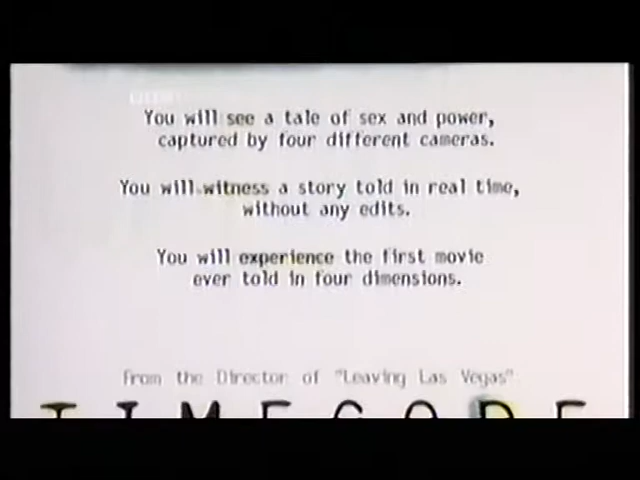 You will see a tale of sex and power,
captured by four different cameras.
You will witness a story told in real time,
without any edits.
You will experience the first movie
ever told in four dimensions.
From the Director of "Leaving Las Vegas"
TIMECODE